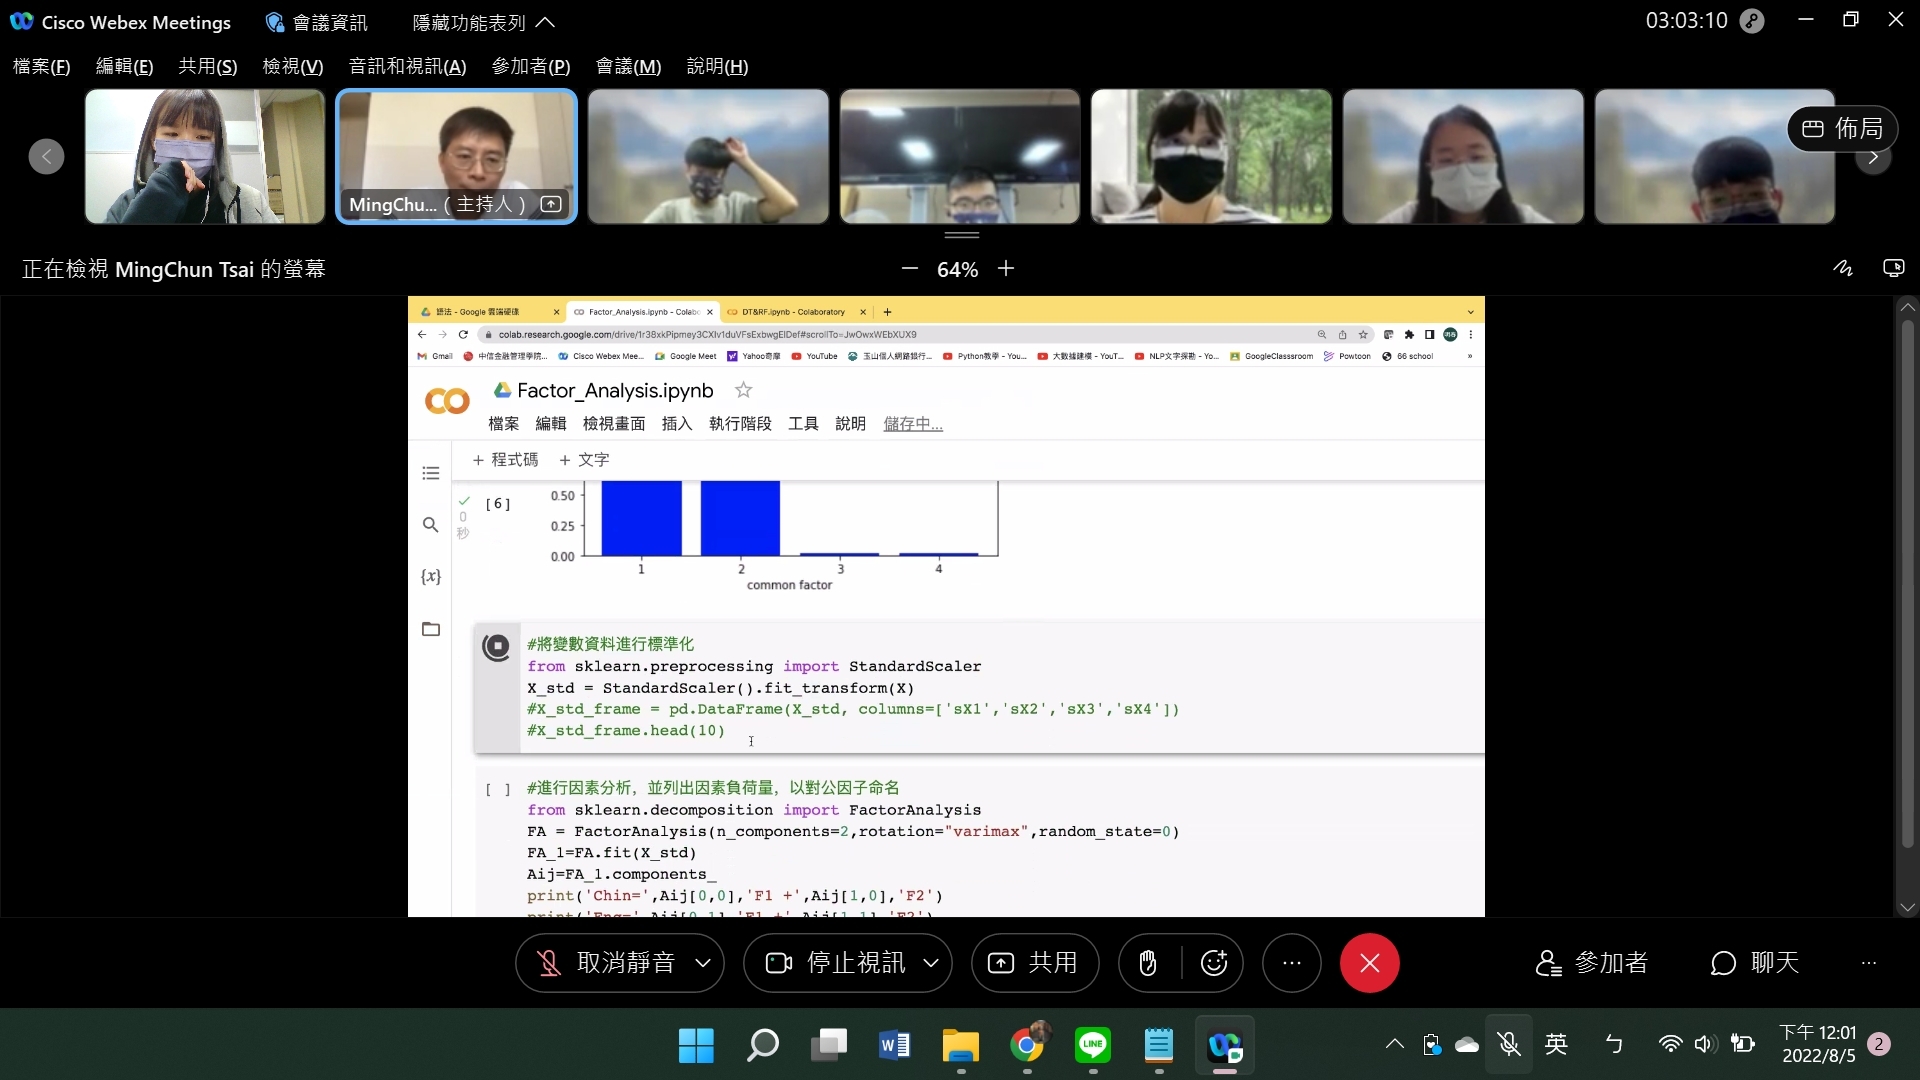 Cisco Webex Meetings
會議資訊
隱藏功能表列
03:03:10
檔案(F)
編輯(E)
共用(S)
檢視(V)
音訊和視訊(A)
參加者(P)
會議(M)
說明(H)
MingChu... ( 主持人 )
佈局
正在檢視 MingChun Tsai 的螢幕
64%
語法 - Google 雲端硬碟
Factor_Analysis.ipynb - Colabo
DT&RF.ipynb - Colaboratory
colab.research.google.com/drive/1r38xkPipmey3CXIv1duVFsExbwgElDef#scrollTo=JwOwxWEbXUX9
Gmail
中信金融管理學院...
Cisco Webex Mee...
Google Meet
Yahoo奇摩
YouTube
玉山個人網路銀行...
Python教學 - You...
大數據建模 - YouT...
NLP文字探勘 - Yo...
GoogleClassroom
Powtoon
66 school
»
Factor_Analysis.ipynb
檔案
編輯
檢視畫面
插入
執行階段
工具
說明
儲存中...
+ 程式碼
+ 文字
[6]
0
秒
{x}
0.50
0.25
0.00
1
2
3
4
common factor
#將變數資料進行標準化
from sklearn.preprocessing import StandardScaler
X_std = StandardScaler().fit_transform(X)
#X_std_frame = pd.DataFrame(X_std, columns=['sX1','sX2','sX3','sX4'])
#X_std_frame.head(10)
[ ]
#進行因素分析, 並列出因素負荷量, 以對公因子命名
from sklearn.decomposition import FactorAnalysis
FA = FactorAnalysis(n_components=2,rotation="varimax",random_state=0)
FA_1=FA.fit(X_std)
Aij=FA_1.components_
print('Chin=',Aij[0,0],'F1 +',Aij[1,0],'F2')
print('Eng=',Aij[0,1],'F1 +',Aij[1,1],'F2')
取消靜音
停止視訊
共用
參加者
聊天
W
LINE
英
ㄅ
下午 12:01
2022/8/5
2